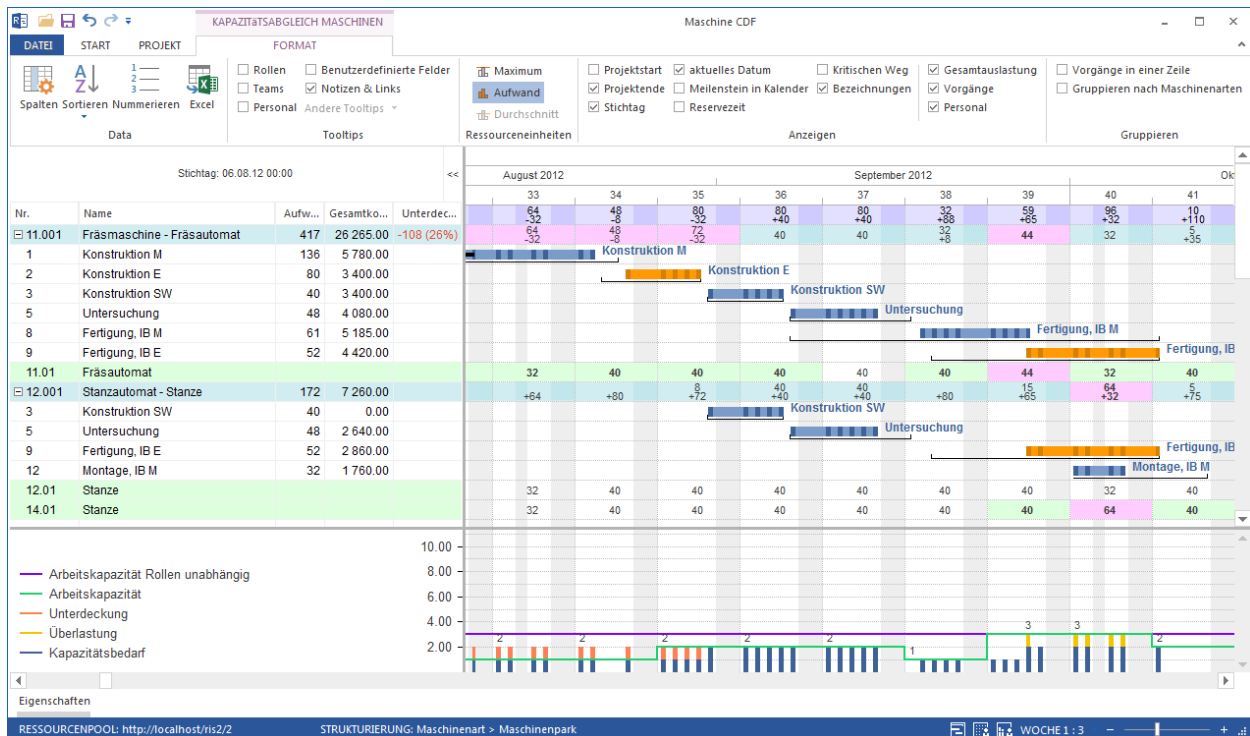 KAPAZITäTSABGLEICH MASCHINEN
Maschine CDF
DATEI START PROJEKT FORMAT
Spalten Sortieren Nummerieren Excel
Data
Rollen Benutzerdefinierte Felder
Teams Notizen & Links
Personal Andere Tooltips
Tooltips
Maximum
Aufwand
Durchschnitt
Ressourceneinheiten
Projektstart aktuelles Datum Kritischen Weg Gesamtauslastung
Projektende Meilenstein in Kalender Bezeichnungen Vorgänge
Stichtag Reservezeit Personal
Anzeigen
Vorgänge in einer Zeile
Gruppieren nach Maschinenarten
Gruppieren
Stichtag: 06.08.12 00:00 <<
August 2012 September 2012
33 34 35 36 37 38 39 40 41
Nr. Name Aufw... Gesamtko... Unterdec...
64 48 80 80 80 32 59 96 10
-32 -8 -32 +40 +40 +88 +65 +32 +110
11.001 Fräsmaschine - Fräsautomat 417 26 265.00 -108 (26%)
64 48 72 40 40 32 44 32 5
-32 -8 -32 +8 +35
1 Konstruktion M 136 5 780.00 Konstruktion M
2 Konstruktion E 80 3 400.00 Konstruktion E
3 Konstruktion SW 40 3 400.00 Konstruktion SW
5 Untersuchung 48 4 080.00 Untersuchung
8 Fertigung, IB M 61 5 185.00 Fertigung, IB M
9 Fertigung, IB E 52 4 420.00 Fertigung, IB
11.01 Fräsautomat 32 40 40 40 40 40 44 32 40
12.001 Stanzautomat - Stanze 172 7 260.00
8 40 40 15 64 5
+64 +80 +72 +40 +40 +80 +65 +32 +75
3 Konstruktion SW 40 0.00 Konstruktion SW
5 Untersuchung 48 2 640.00 Untersuchung
9 Fertigung, IB E 52 2 860.00 Fertigung, IB
12 Montage, IB M 32 1 760.00 Montage, IB M
12.01 Stanze 32 40 40 40 40 40 40 32 40
14.01 Stanze 32 40 40 40 40 40 40 64 40
Arbeitskapazität Rollen unabhängig
Arbeitskapazität
Unterdeckung
Überlastung
Kapazitätsbedarf
10.00
8.00
6.00
4.00
2.00
2 2 2 2 2 1 3 3 2
Eigenschaften
RESSOURCENPOOL: http://localhost/ris2/2 STRUKTURIERUNG: Maschinenart > Maschinenpark WOCHE 1 : 3